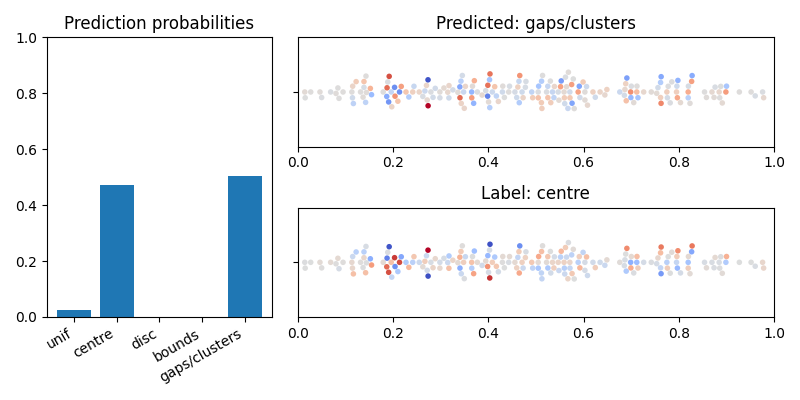 Prediction probabilities
1.0
0.8
0.6
0.4
0.2
0.0
unif
centre
disc
bounds
gaps/clusters
Predicted: gaps/clusters
0.0 0.2 0.4 0.6 0.8 1.0
Label: centre
0.0 0.2 0.4 0.6 0.8 1.0